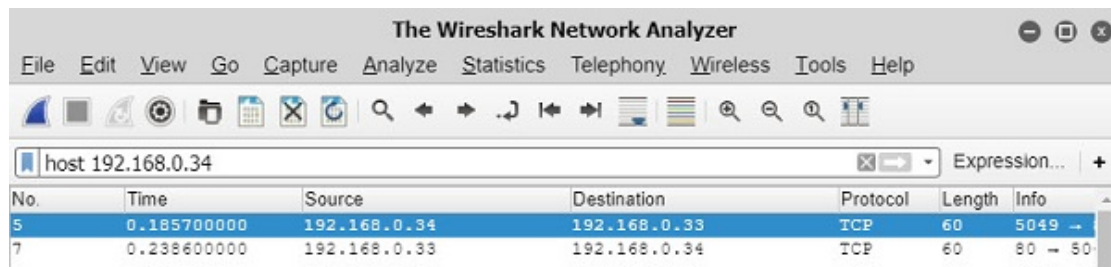 The Wireshark Network Analyzer
File Edit View Go Capture Analyze Statistics Telephony Wireless Tools Help
host 192.168.0.34 Expression... +
No. Time Source Destination Protocol Length Info
5 0.185700000 192.168.0.34 192.168.0.33 TCP 60 5049 →
7 0.238600000 192.168.0.33 192.168.0.34 TCP 60 80 → 50